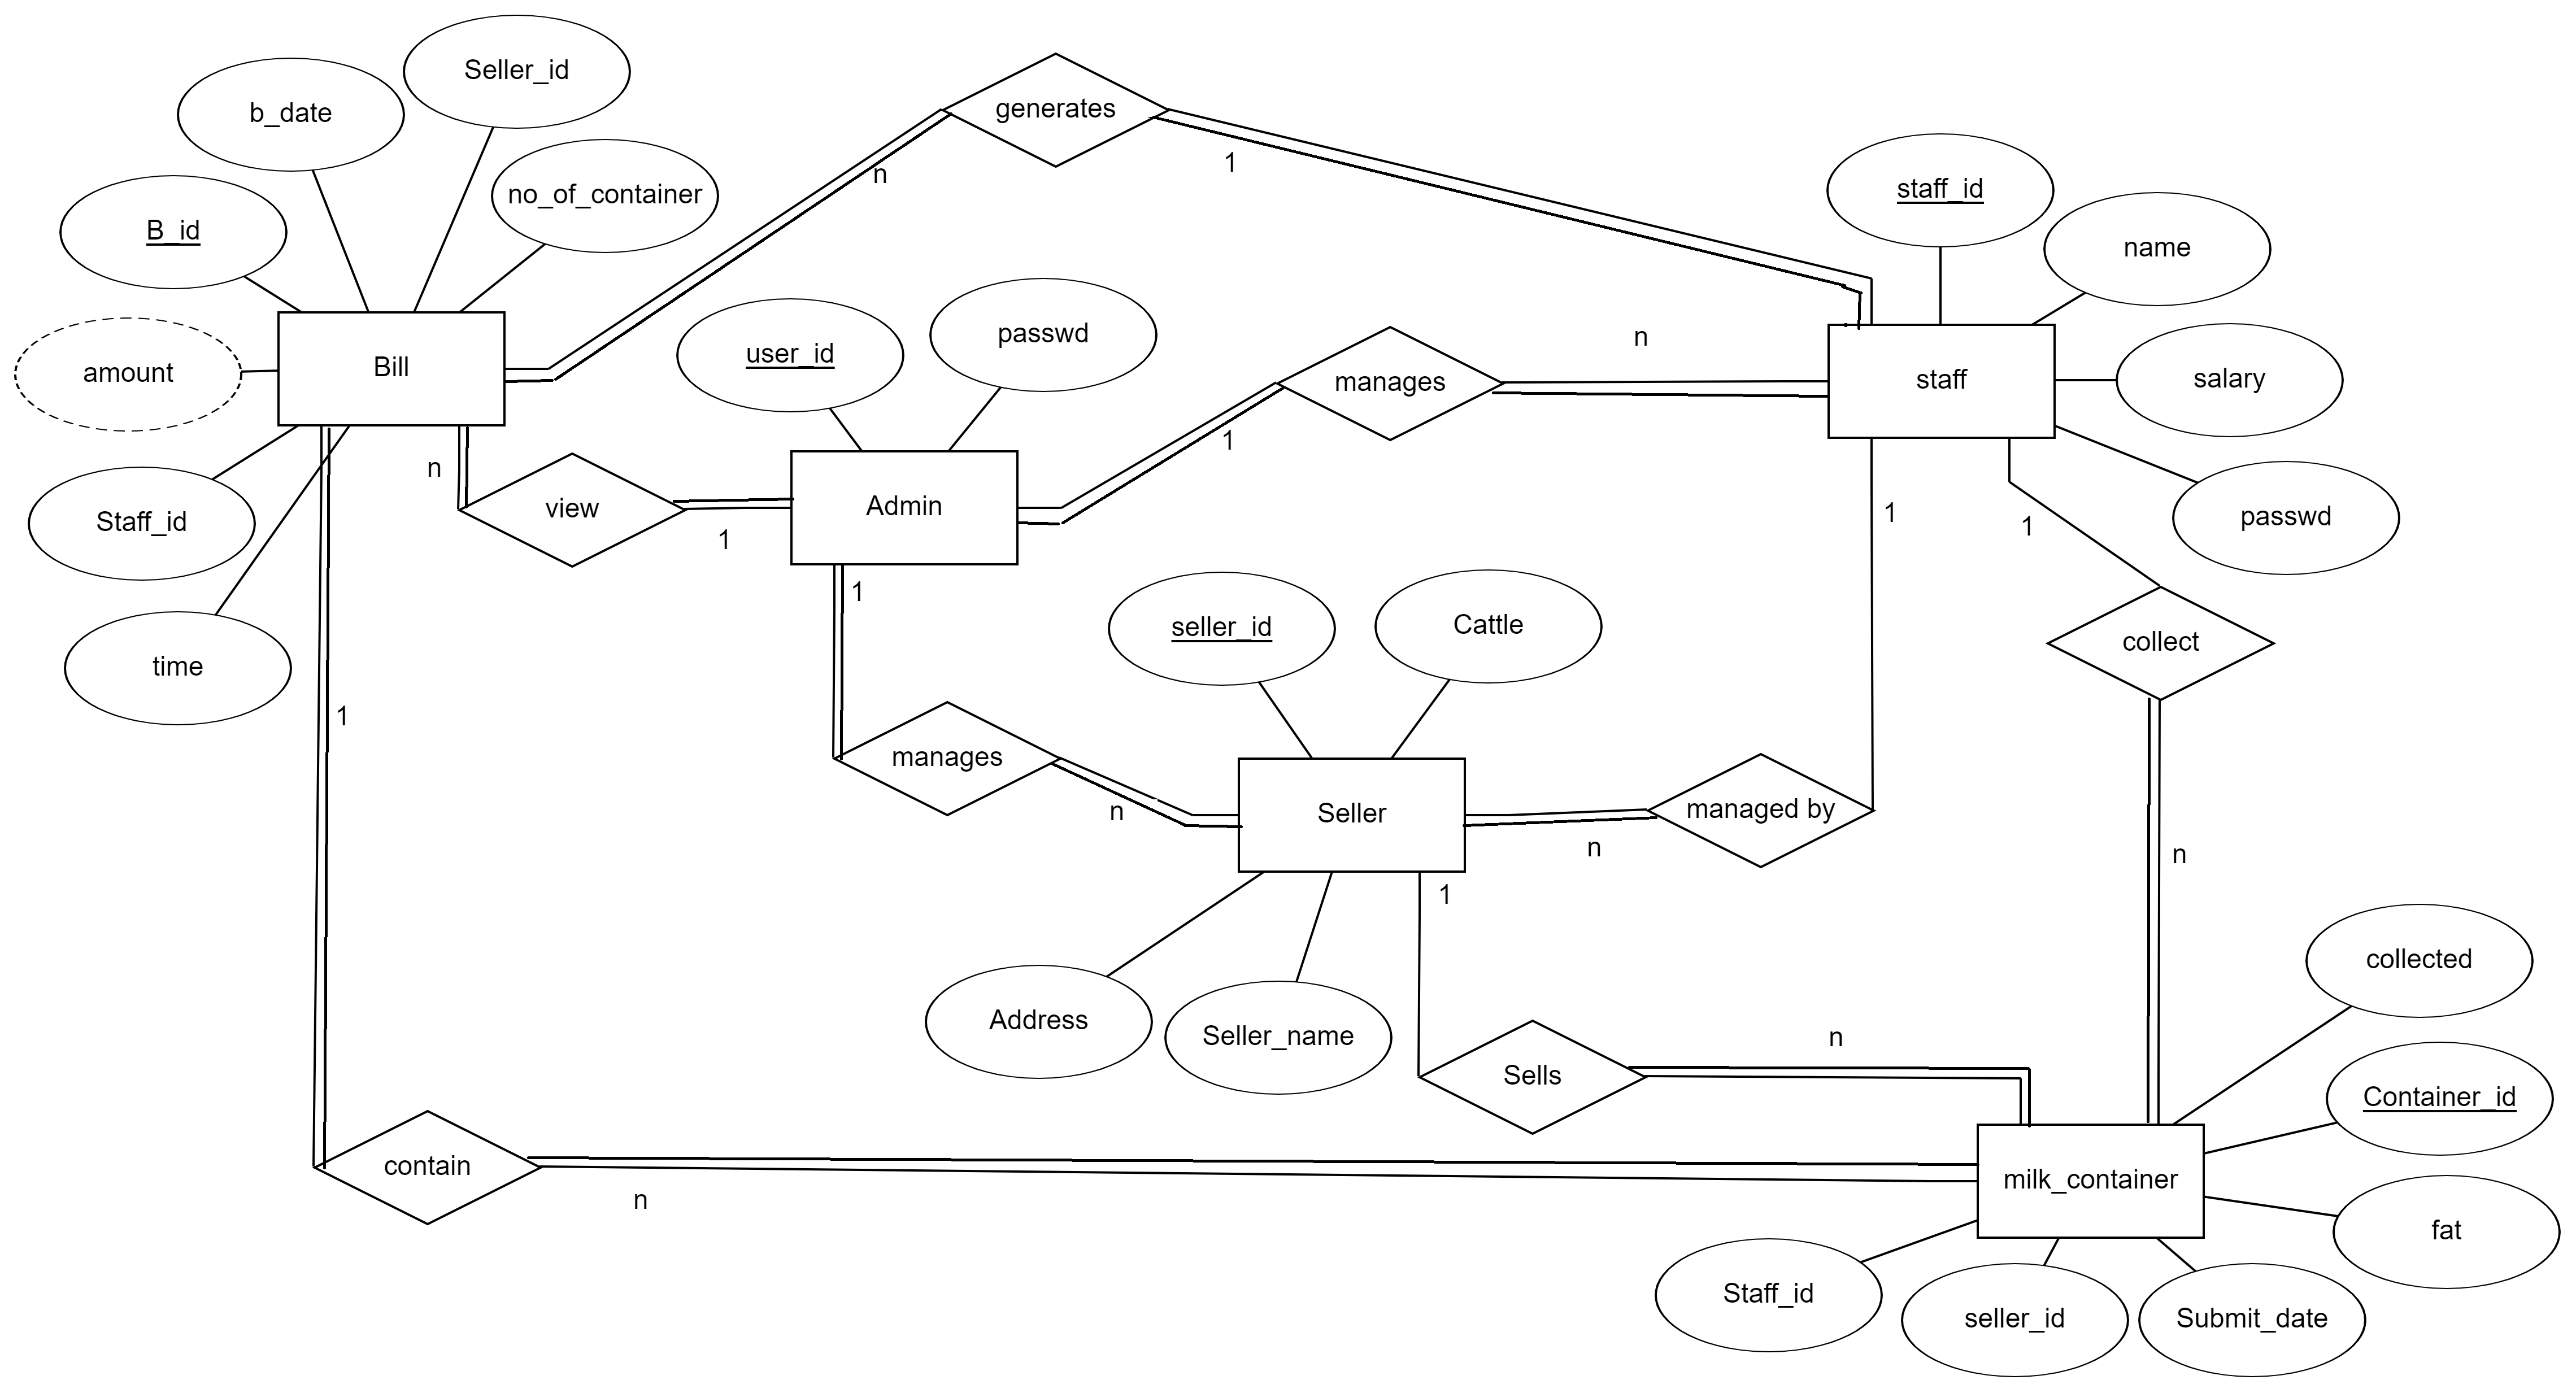 Seller_id
b_date
generates
no_of_container
n
1
staff_id
B_id
name
user_id
passwd
n
amount
Bill
manages
staff
salary
1
n
view
Admin
1
1
passwd
Staff_id
1
1
seller_id
Cattle
collect
time
1
manages
n
Seller
managed by
n
n
1
collected
Address
Seller_name
n
Sells
Container_id
contain
n
milk_container
fat
Staff_id
seller_id
Submit_date